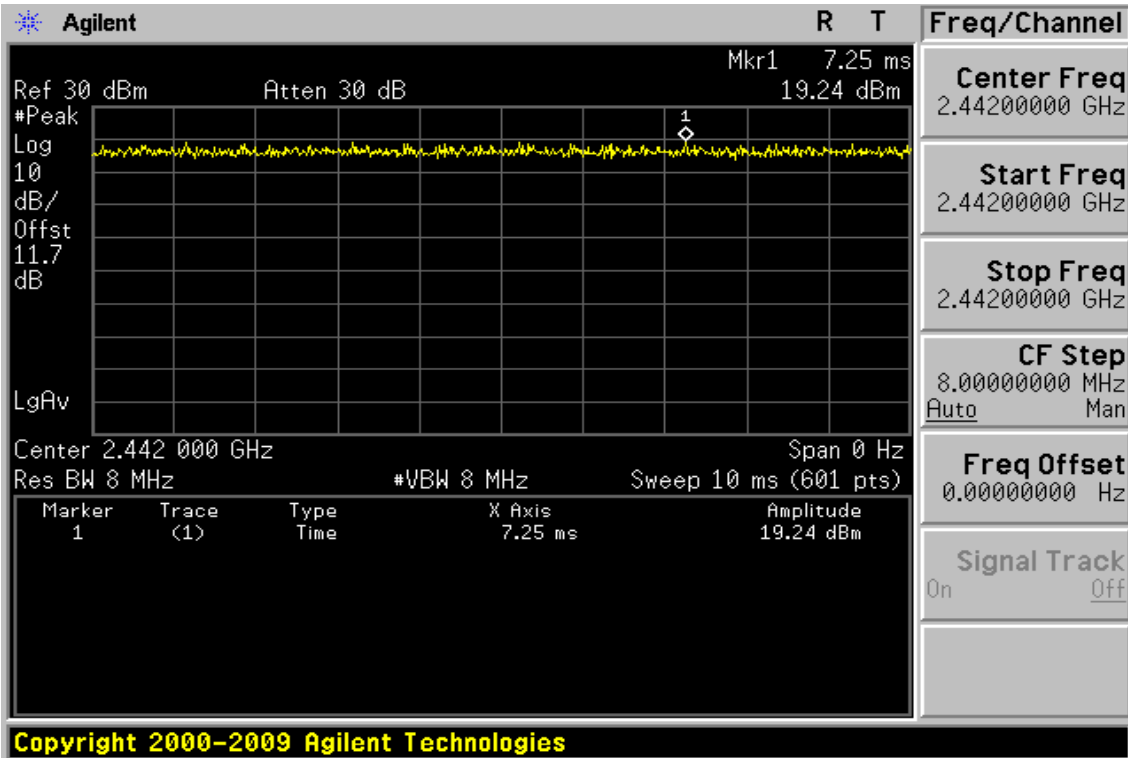 Agilent R T
Mkr1 7.25 ms
Ref 30 dBm Atten 30 dB 19.24 dBm
#Peak
Log
10
dB/
Offst
11.7
dB
LgAv
1
Center 2.442 000 GHz Span 0 Hz
Res BW 8 MHz #VBW 8 MHz Sweep 10 ms (601 pts)
Marker Trace Type X Axis Amplitude
1 (1) Time 7.25 ms 19.24 dBm
Freq/Channel
Center Freq
2.44200000 GHz
Start Freq
2.44200000 GHz
Stop Freq
2.44200000 GHz
CF Step
8.00000000 MHz
Auto Man
Freq Offset
0.00000000 Hz
Signal Track
On Off
Copyright 2000-2009 Agilent Technologies